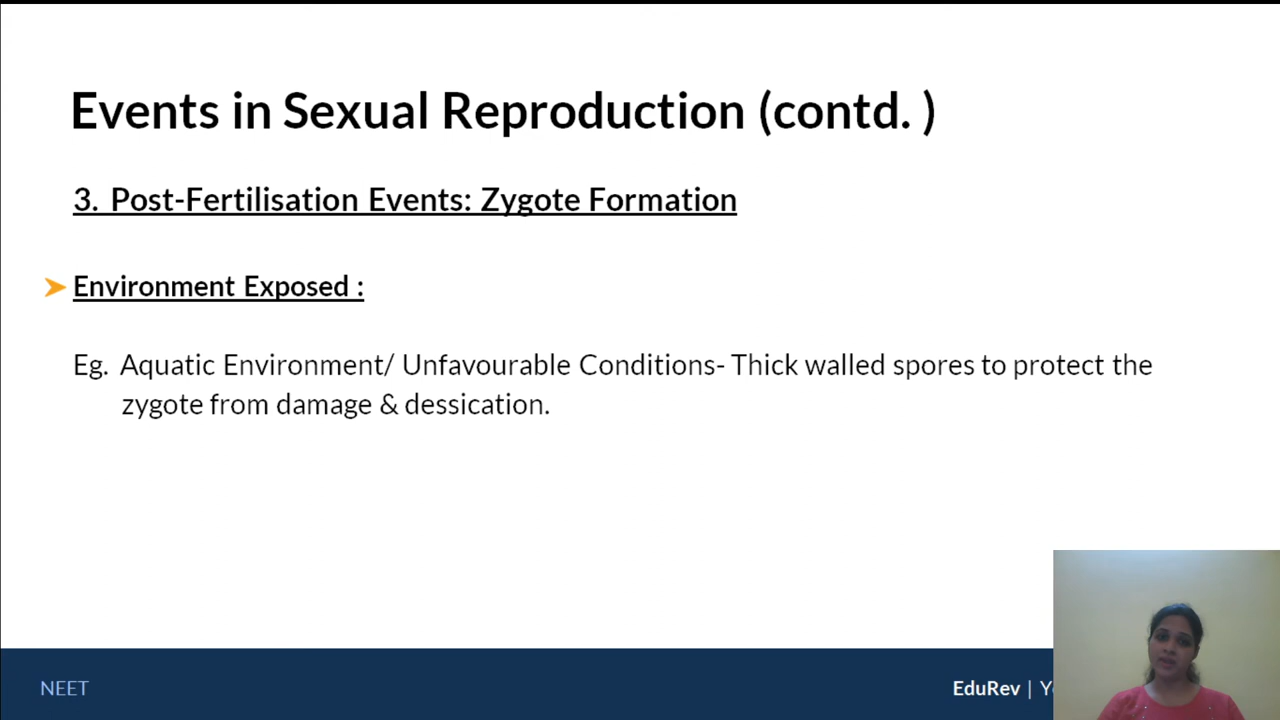 Events in Sexual Reproduction (contd. )
3. Post-Fertilisation Events: Zygote Formation
Environment Exposed :
Eg. Aquatic Environment/ Unfavourable Conditions- Thick walled spores to protect the
zygote from damage & dessication.
NEET
EduRev |